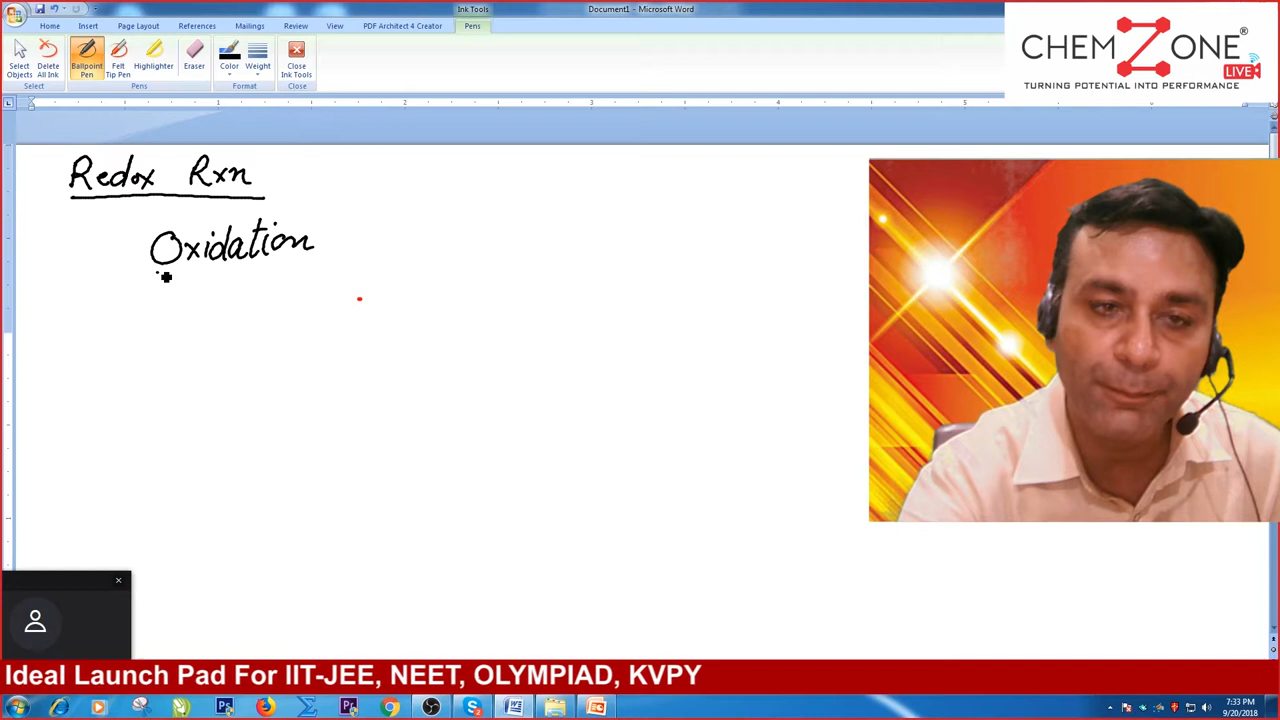 Ink Tools
Document1 - Microsoft Word
Home Insert Page Layout References Mailings Review View PDF Architect 4 Creator Pens
Select Objects
Delete All Ink
Ballpoint Pen
Felt Tip Pen
Highlighter
Eraser
Color
Weight
Close Ink Tools
Select Pens Format Close
CHEMZONE®
LIVE
TURNING POTENTIAL INTO PERFORMANCE
Redox Rxn
Oxidation
Ideal Launch Pad For IIT-JEE, NEET, OLYMPIAD, KVPY
7:33 PM
9/20/2018